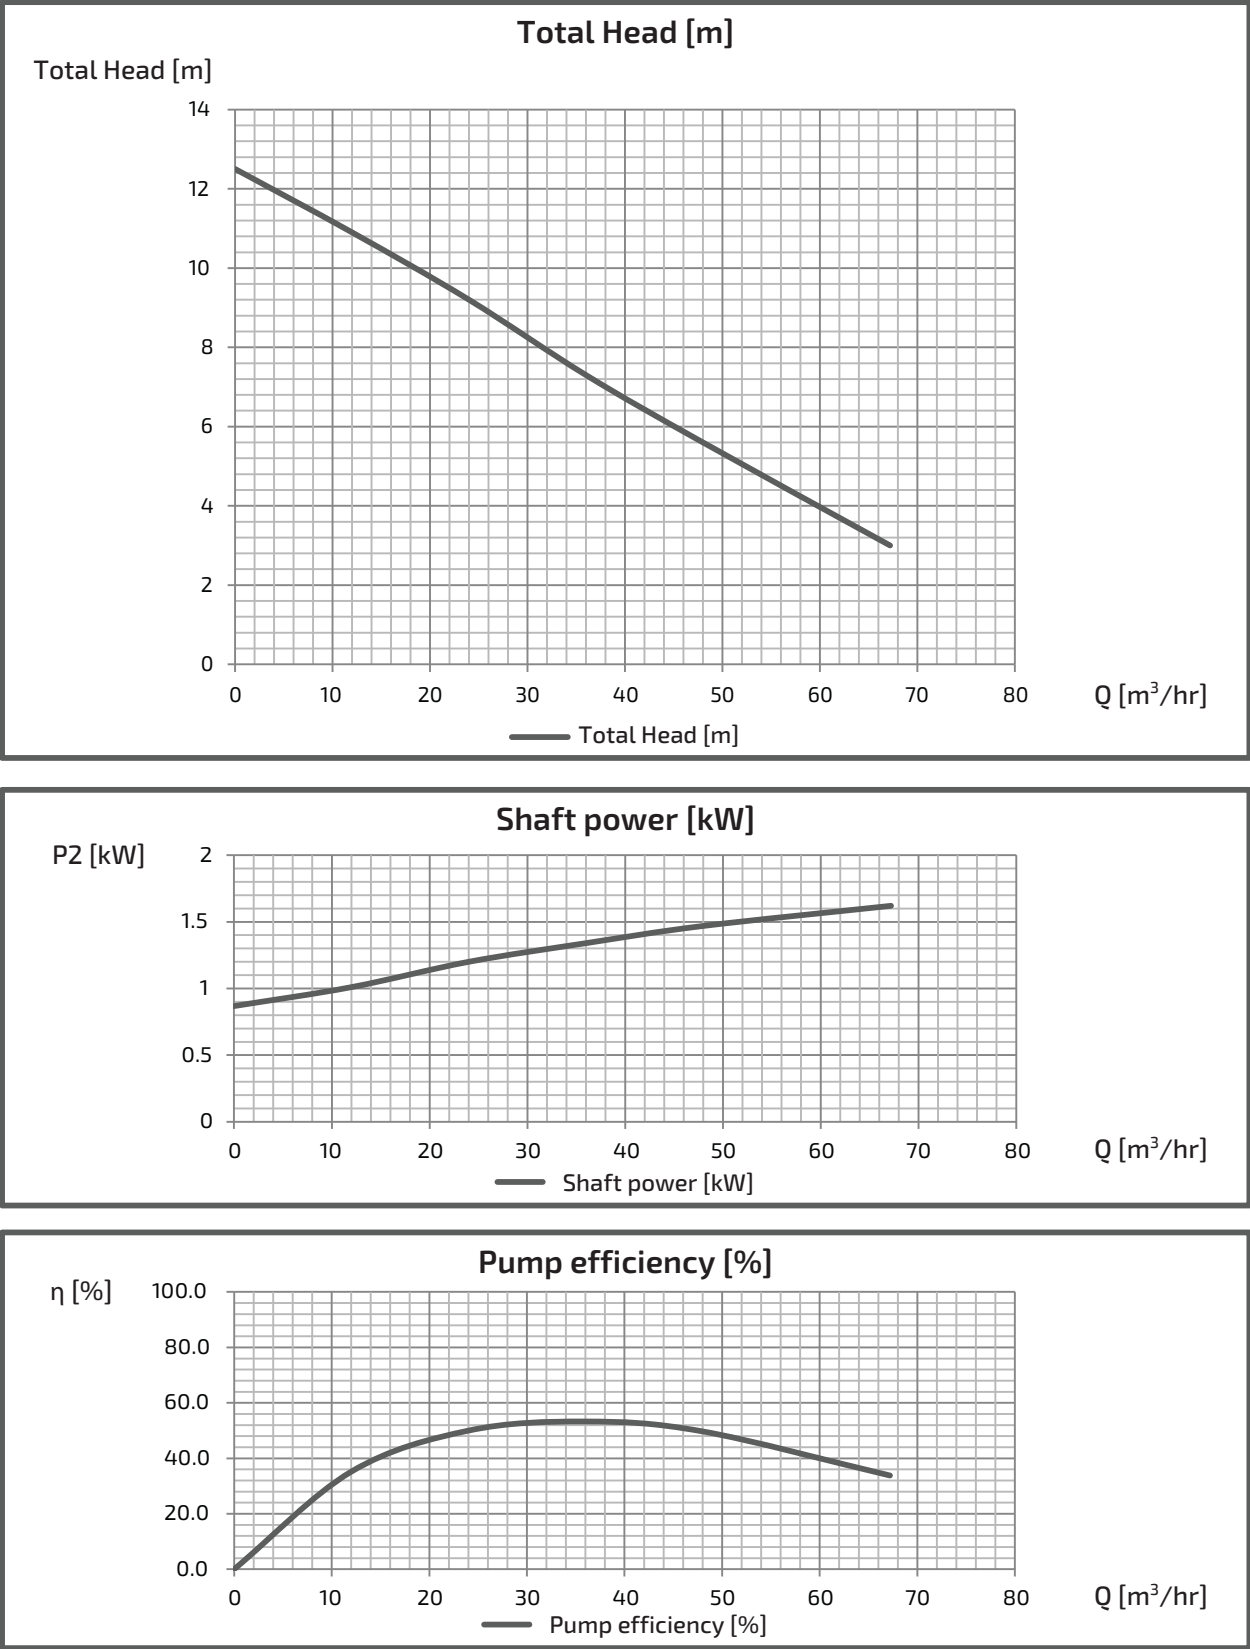 Total Head [m]
Total Head [m]
14
12
10
8
6
4
2
0
0 10 20 30 40 50 60 70 80 Q [m³/hr]
Total Head [m]
Shaft power [kW]
P2 [kW] 2
1.5
1
0.5
0
0 10 20 30 40 50 60 70 80 Q [m³/hr]
Shaft power [kW]
Pump efficiency [%]
η [%] 100.0
80.0
60.0
40.0
20.0
0.0
0 10 20 30 40 50 60 70 80 Q [m³/hr]
Pump efficiency [%]